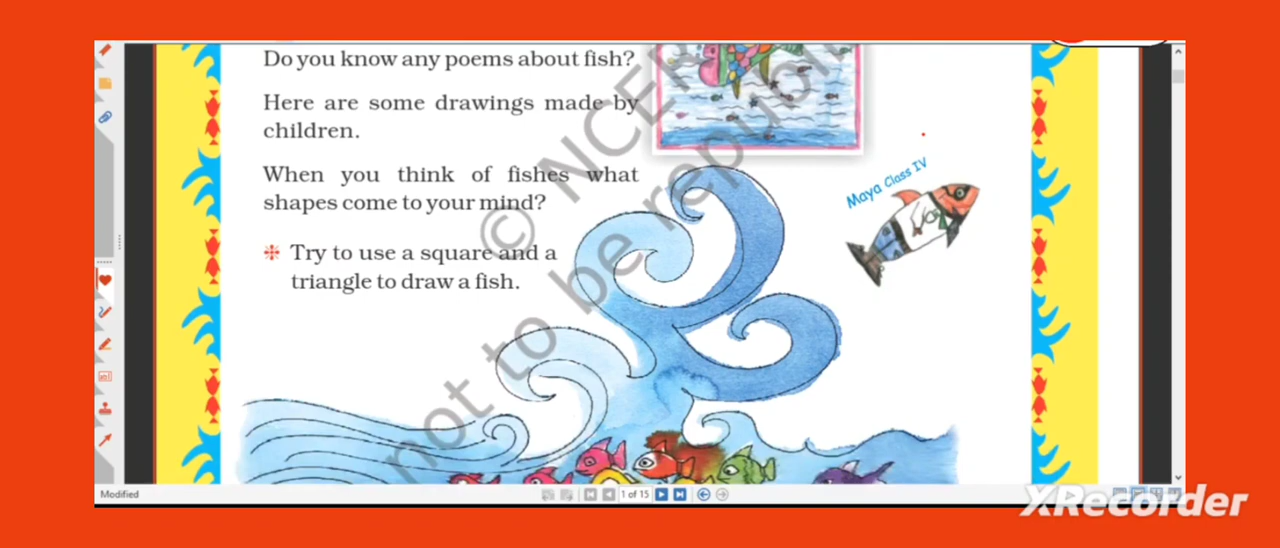 Do you know any poems about fish?
Here are some drawings made by
children.
When you think of fishes what
shapes come to your mind?
Try to use a square and a
triangle to draw a fish.
Maya Class IV
© NCER
not to be republi
Modified
1 of 15
XRecorder